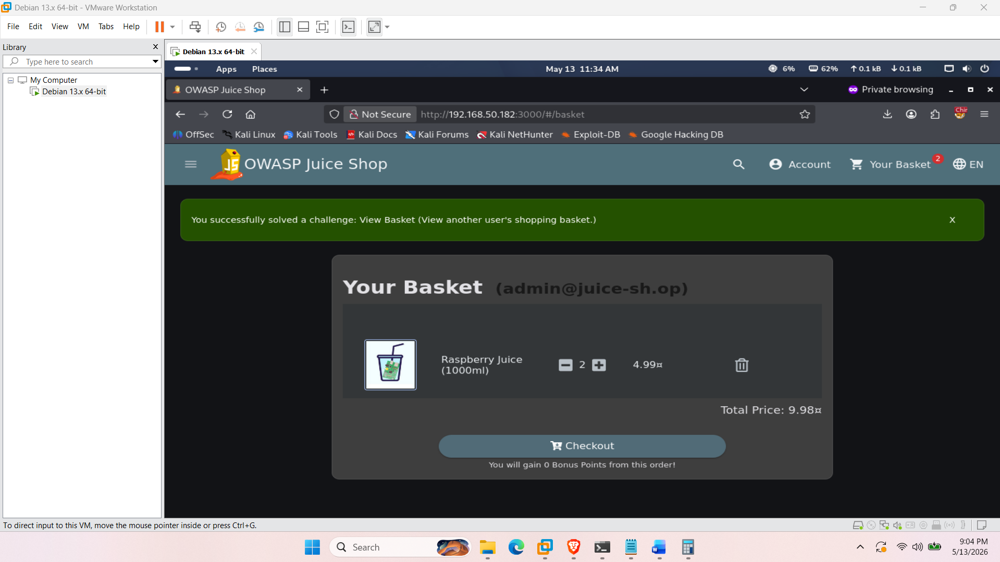 Debian 13.x 64-bit - VMware Workstation
File Edit View VM Tabs Help
Library
Type here to search
My Computer
Debian 13.x 64-bit
Debian 13.x 64-bit
Apps Places May 13 11:34 AM 6% 62% ↑ 0.1 kB ↓ 0.1 kB
OWASP Juice Shop Private browsing
Not Secure http://192.168.50.182:3000/#/basket Chir
OffSec Kali Linux Kali Tools Kali Docs Kali Forums Kali NetHunter Exploit-DB Google Hacking DB
JS OWASP Juice Shop Account Your Basket 2 EN
You successfully solved a challenge: View Basket (View another user's shopping basket.) X
Your Basket (admin@juice-sh.op)
Raspberry Juice
(1000ml)
2 4.99¤
Total Price: 9.98¤
Checkout
You will gain 0 Bonus Points from this order!
To direct input to this VM, move the mouse pointer inside or press Ctrl+G.
Search
9:04 PM
5/13/2026